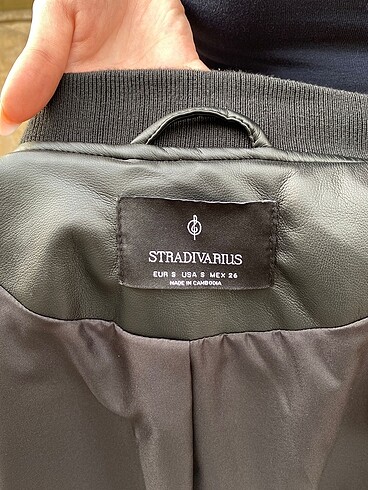 STRADIVARIUS
EUR S USA S MEX 26
MADE IN CAMBODIA